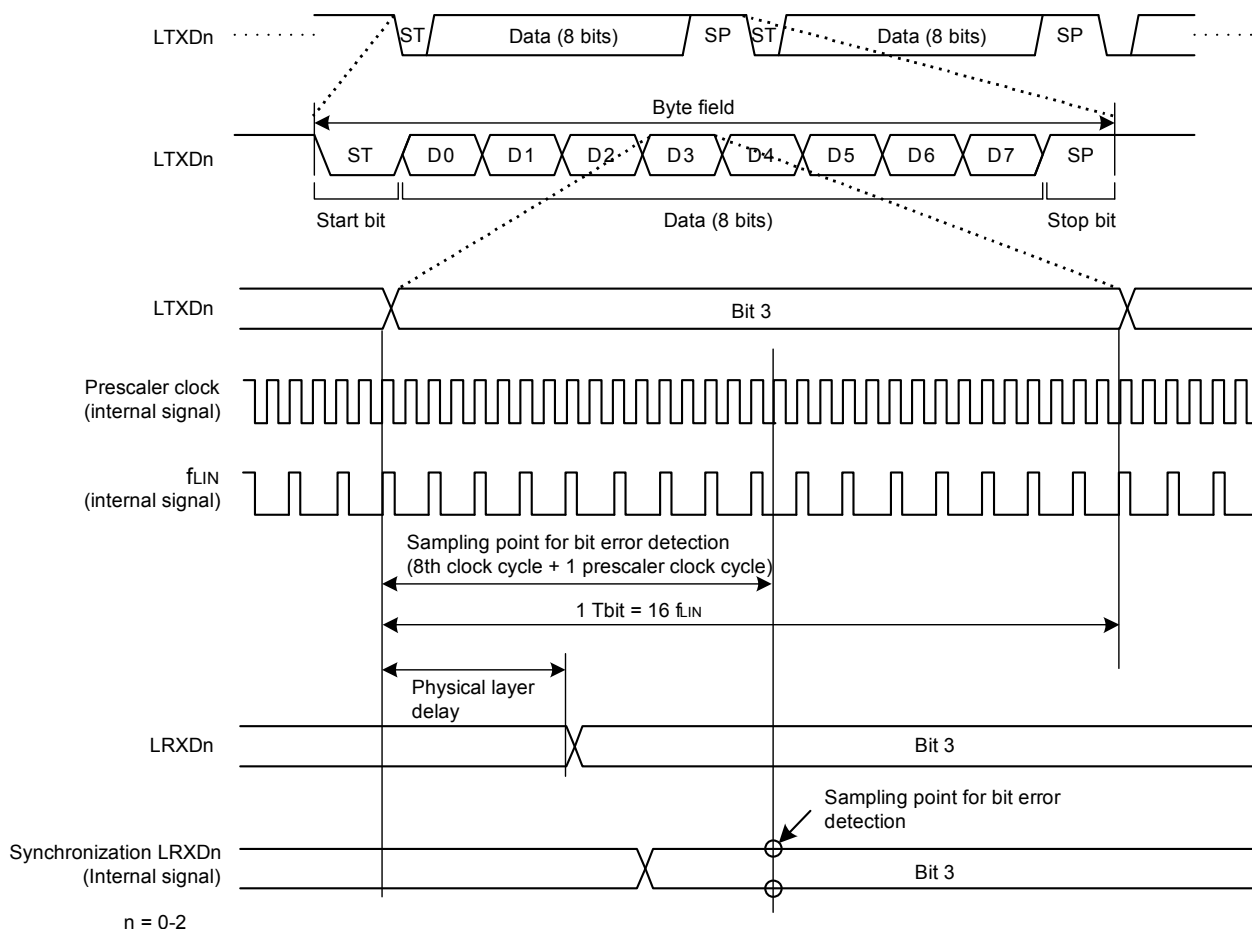 LTXDn
ST
Data (8 bits)
SP
ST
Data (8 bits)
SP
Byte field
LTXDn
ST
D0
D1
D2
D3
D4
D5
D6
D7
SP
Start bit
Data (8 bits)
Stop bit
LTXDn
Bit 3
Prescaler clock
(internal signal)
fLIN
(internal signal)
Sampling point for bit error detection
(8th clock cycle + 1 prescaler clock cycle)
1 Tbit = 16 fLIN
Physical layer
delay
LRXDn
Bit 3
Sampling point for bit error
detection
Synchronization LRXDn
(Internal signal)
Bit 3
n = 0-2